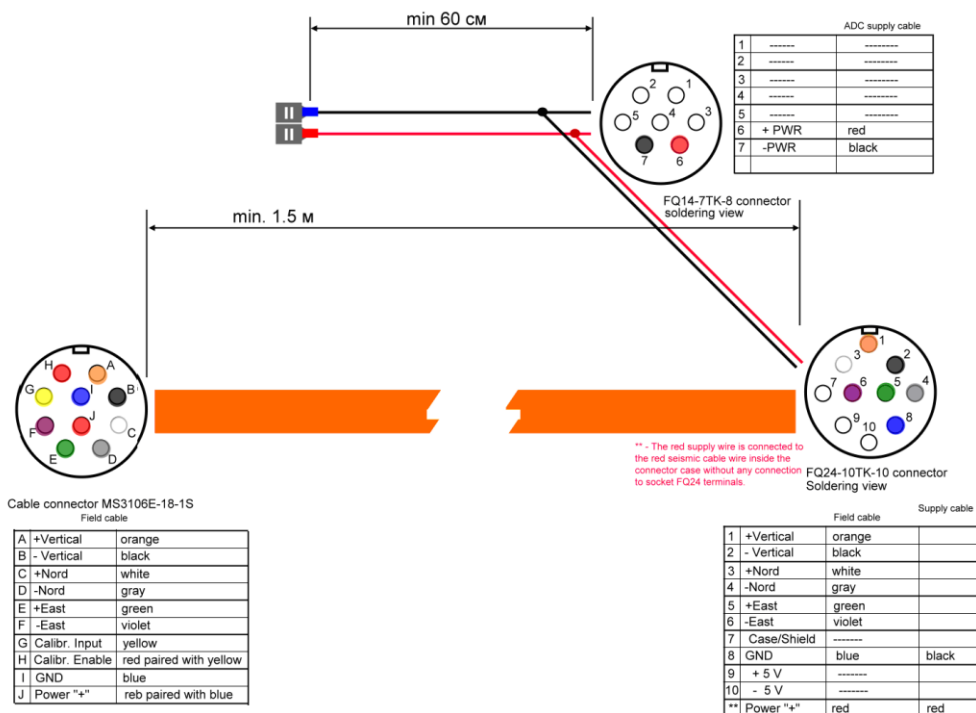 min 60 см
ADC supply cable
1 ------ --------
2 ------ --------
3 ------ --------
4 ------ --------
5 ------ --------
6 + PWR red
7 -PWR black
2 1
5 4 3
7 6
FQ14-7TK-8 connector
soldering view
min. 1.5 м
H A
G I B
F J C
E D
1
3 2
7 6 5 4
9 8
10
** - The red supply wire is connected to
the red seismic cable wire inside the
connector case without any connection
to socket FQ24 terminals.
FQ24-10TK-10 connector
Soldering view
Cable connector MS3106E-18-1S
Field cable
A +Vertical orange
B - Vertical black
C +Nord white
D -Nord gray
E +East green
F -East violet
G Calibr. Input yellow
H Calibr. Enable red paired with yellow
I GND blue
J Power "+" reb paired with blue
Field cable Supply cable
1 +Vertical orange
2 - Vertical black
3 +Nord white
4 -Nord gray
5 +East green
6 -East violet
7 Case/Shield -------
8 GND blue black
9 + 5 V -------
10 - 5 V -------
** Power "+" red red